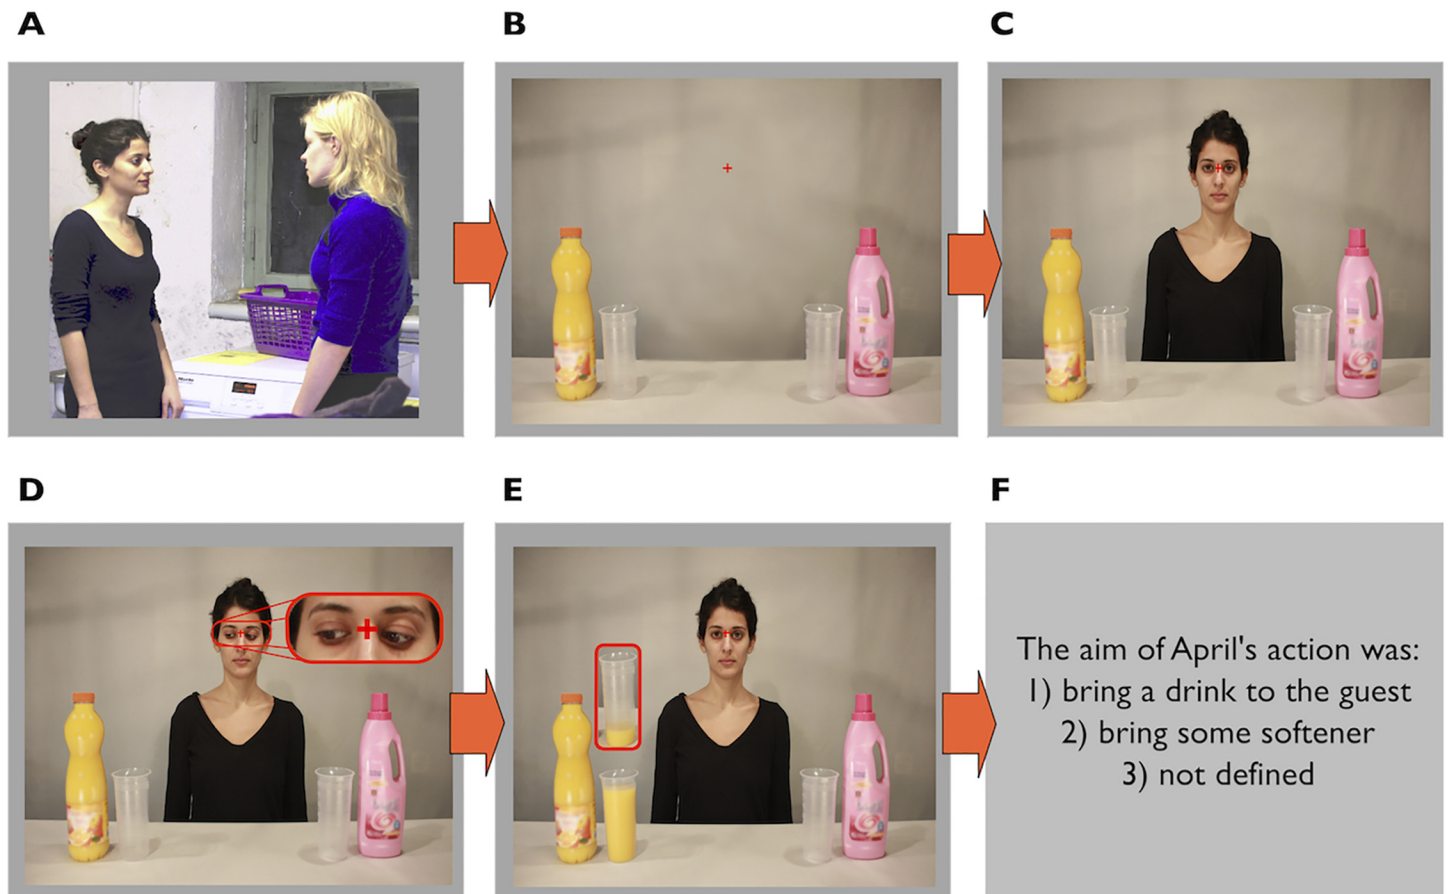 A
B
C
D
E
F
The aim of April's action was:
1) bring a drink to the guest
2) bring some softener
3) not defined